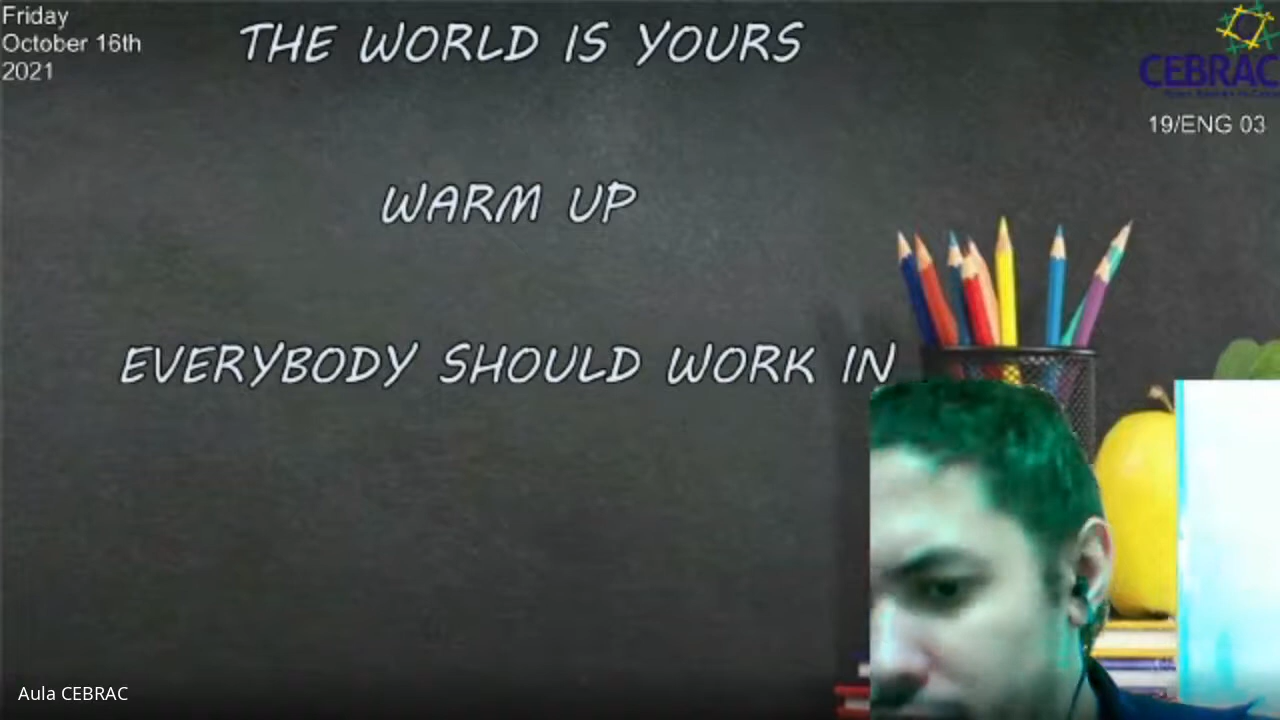 Friday
October 16th
2021
THE WORLD IS YOURS
CEBRAC
19/ENG 03
WARM UP
EVERYBODY SHOULD WORK IN
Aula CEBRAC